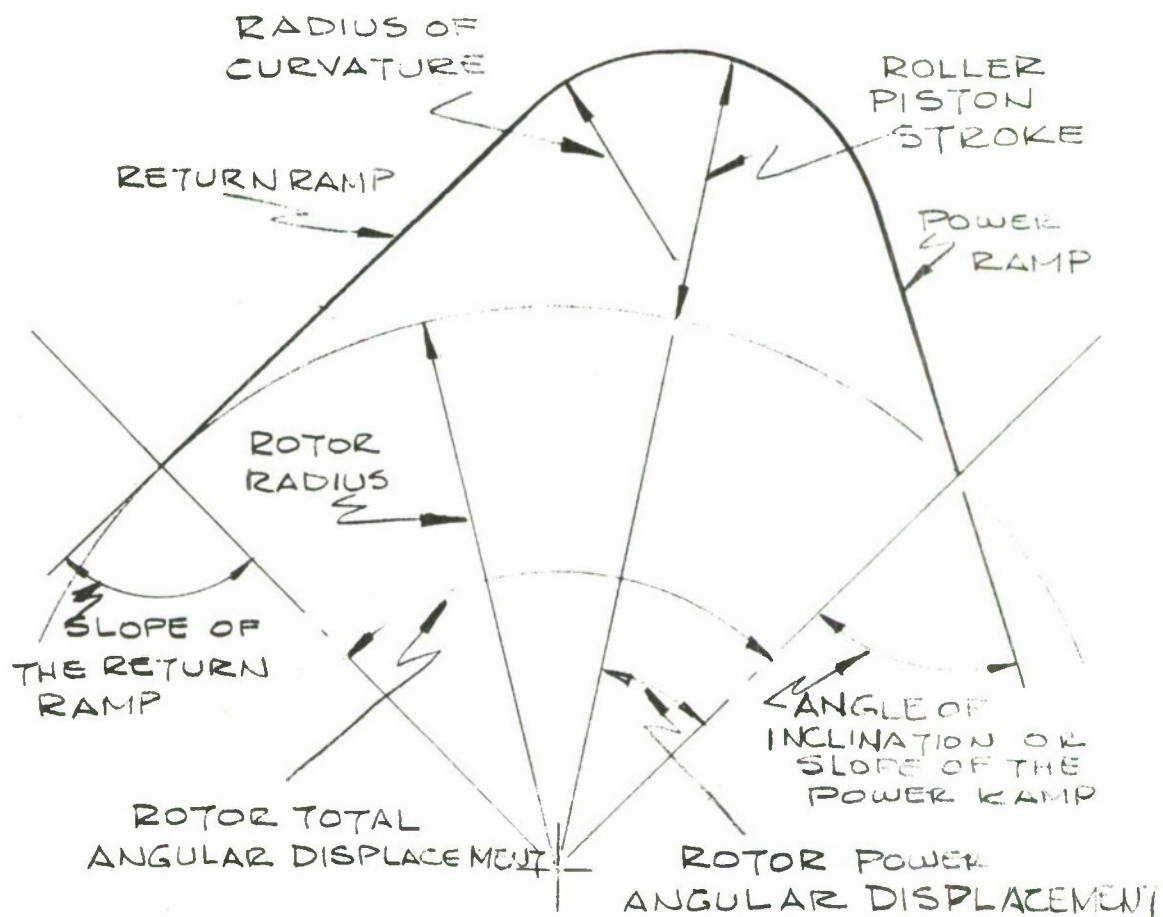 RADIUS OF
CURVATURE
ROLLER
PISTON
STROKE
RETURN RAMP
POWER
RAMP
ROTOR
RADIUS
SLOPE OF
THE RETURN
RAMP
ANGLE OF
INCLINATION OR
SLOPE OF THE
POWER RAMP
ROTOR TOTAL
ANGULAR DISPLACEMENT
ROTOR POWER
ANGULAR DISPLACEMENT